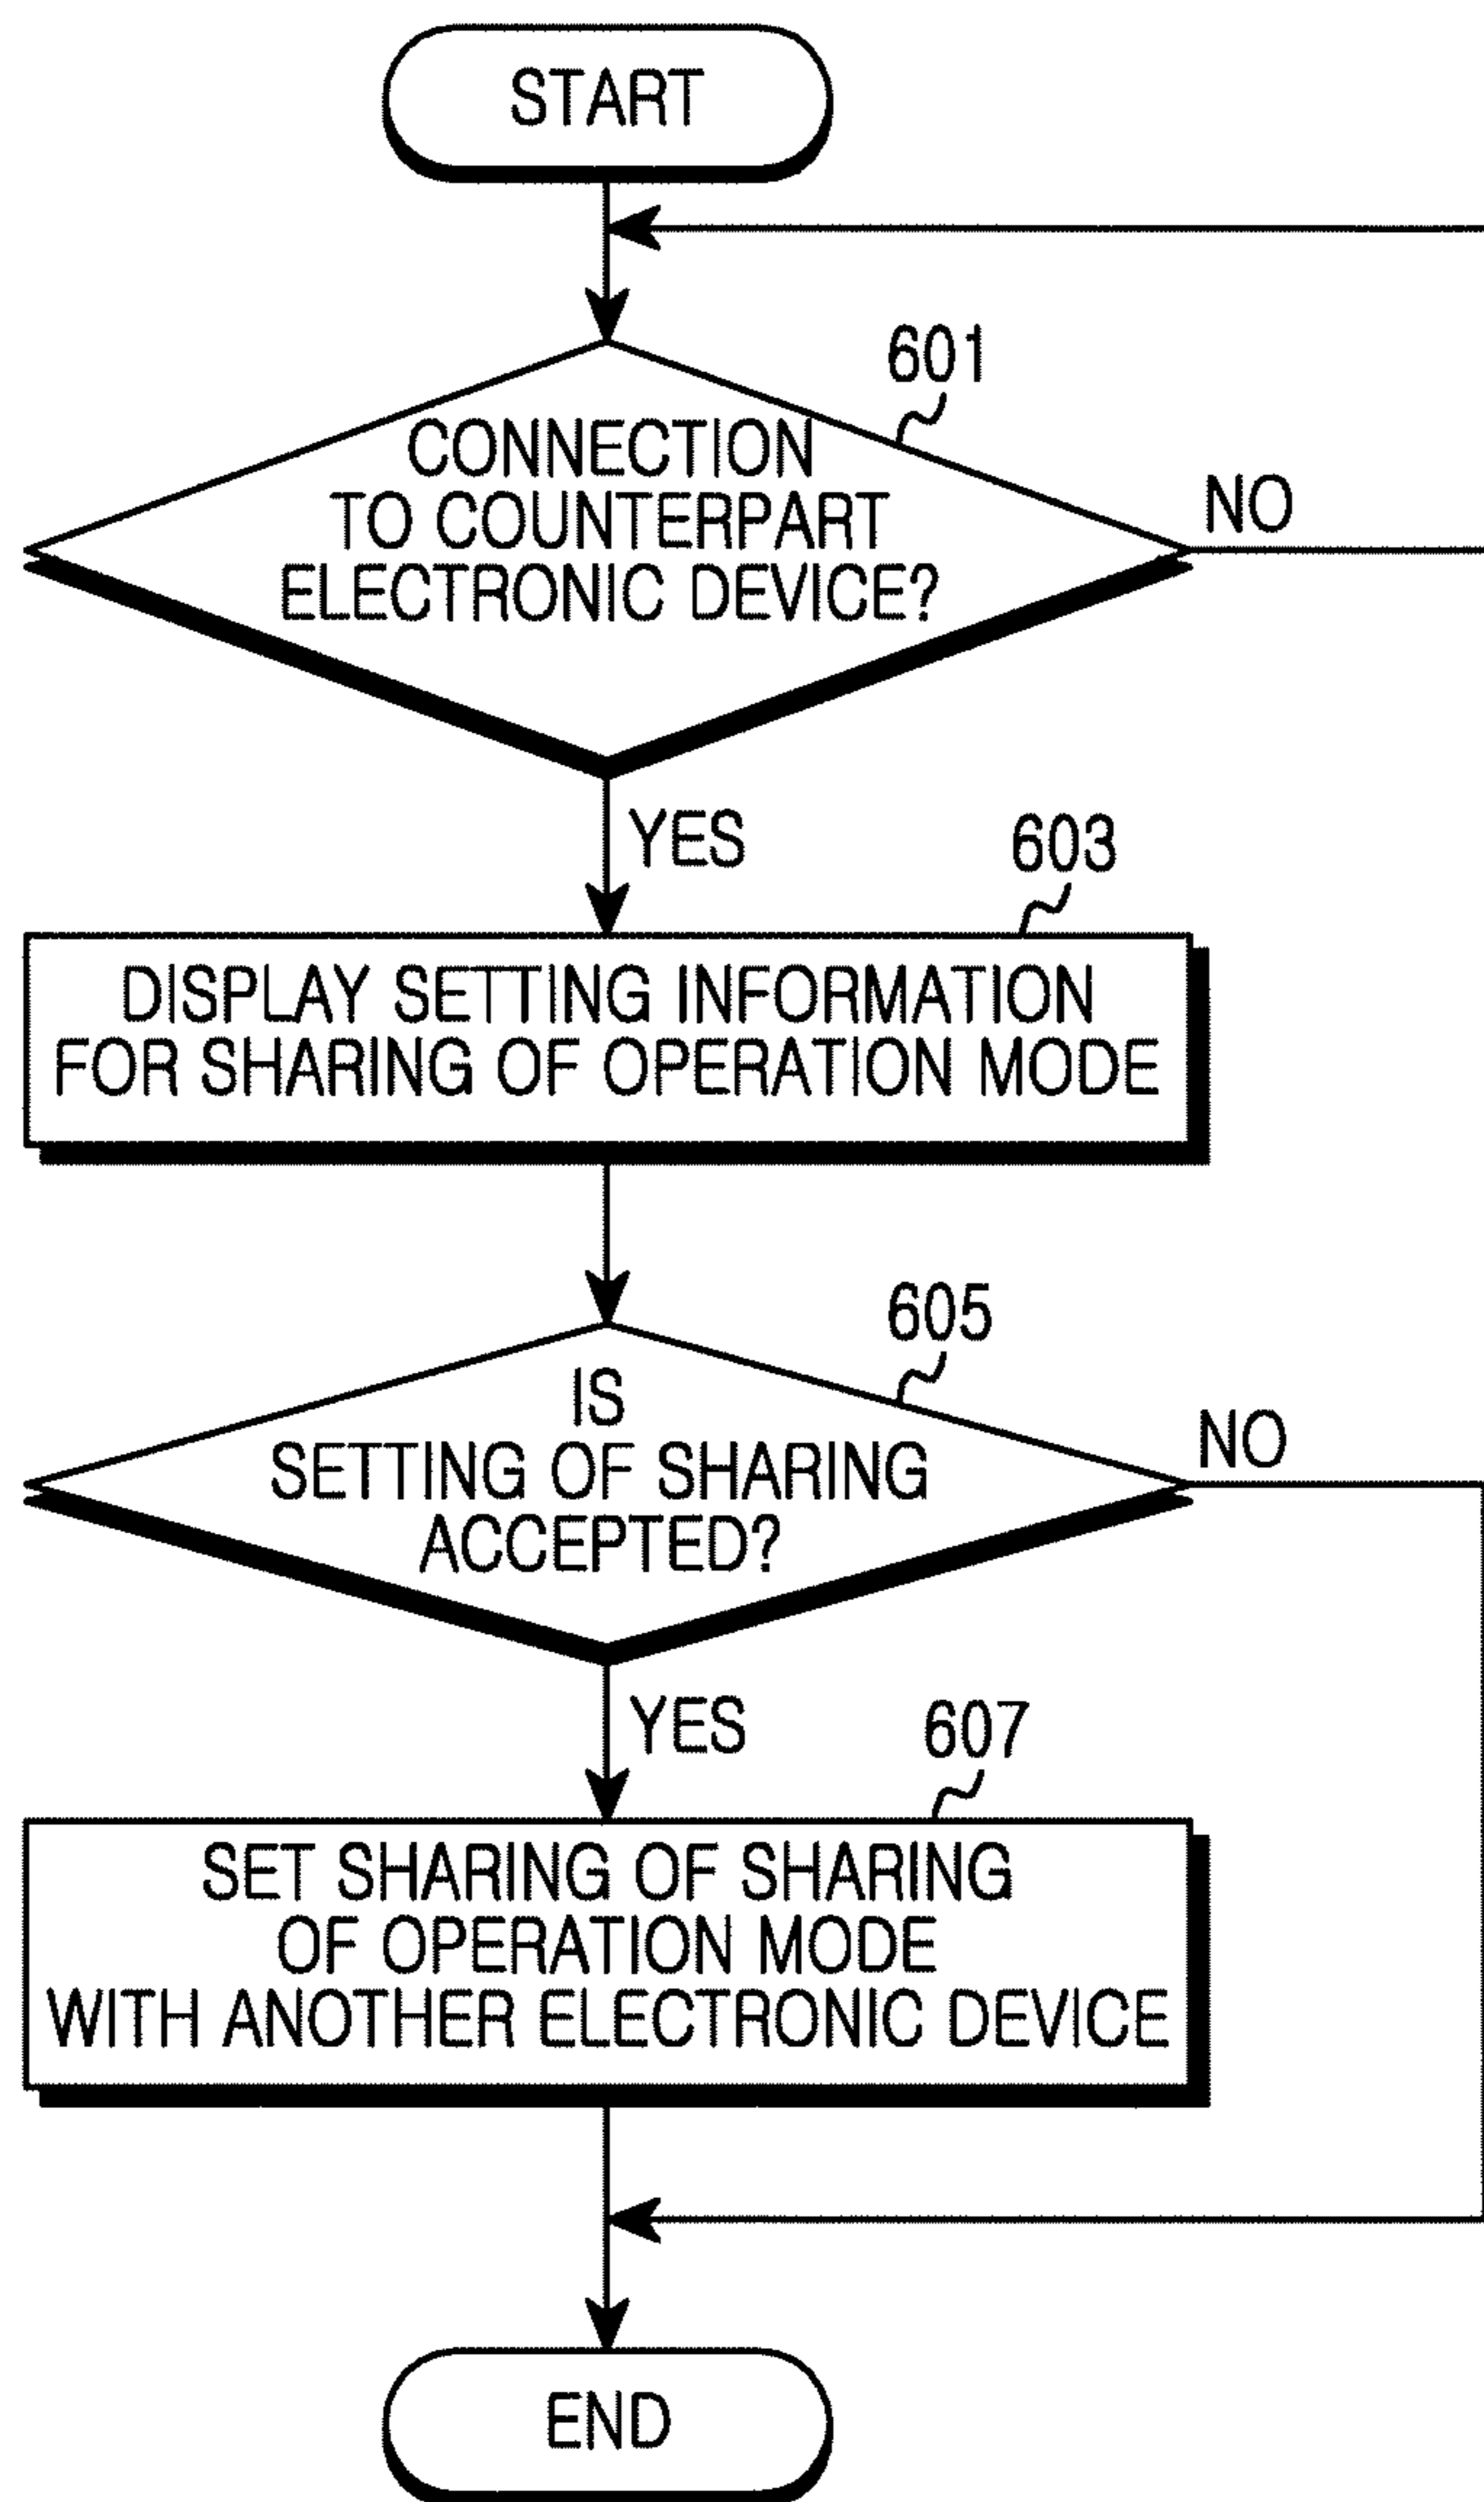 START
601
CONNECTION
TO COUNTERPART
ELECTRONIC DEVICE?
NO
YES
603
DISPLAY SETTING INFORMATION
FOR SHARING OF OPERATION MODE
605
IS
SETTING OF SHARING
ACCEPTED?
NO
YES
607
SET SHARING OF SHARING
OF OPERATION MODE
WITH ANOTHER ELECTRONIC DEVICE
END